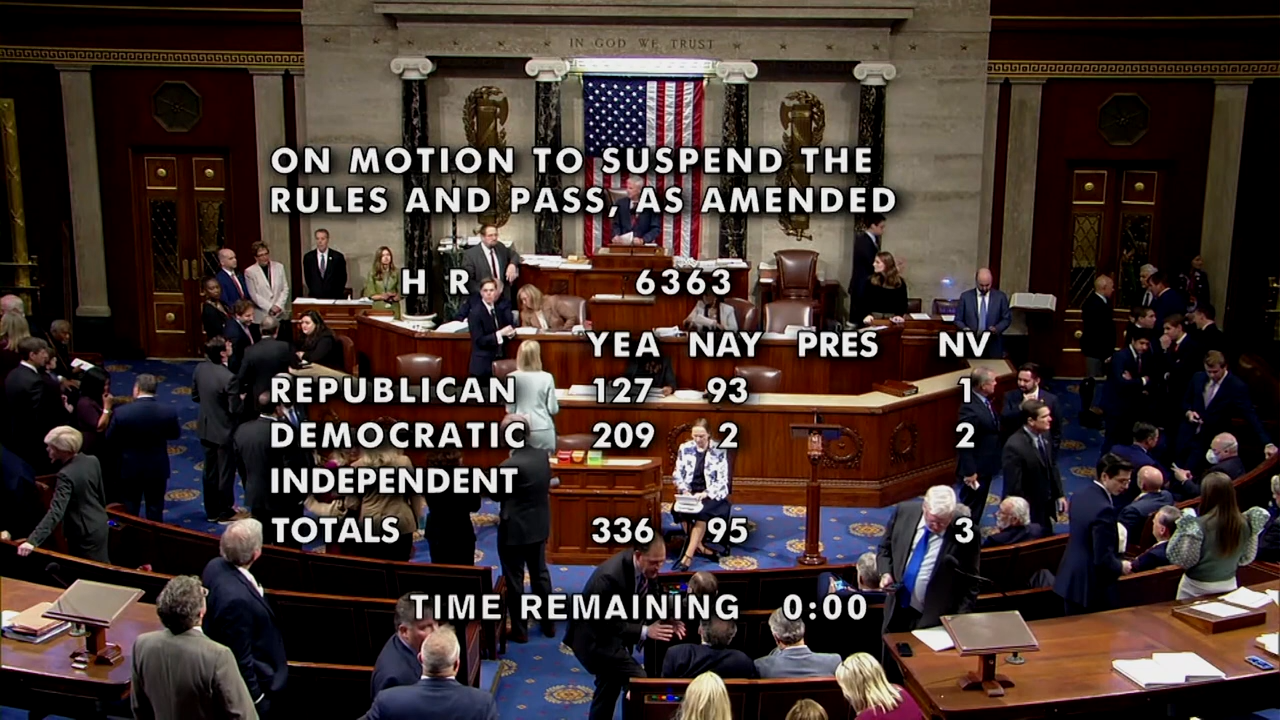 IN GOD WE TRUST
ON MOTION TO SUSPEND THE
RULES AND PASS, AS AMENDED
H R 6363
YEA NAY PRES NV
REPUBLICAN 127 93 1
DEMOCRATIC 209 2 2
INDEPENDENT
TOTALS 336 95 3
TIME REMAINING 0:00